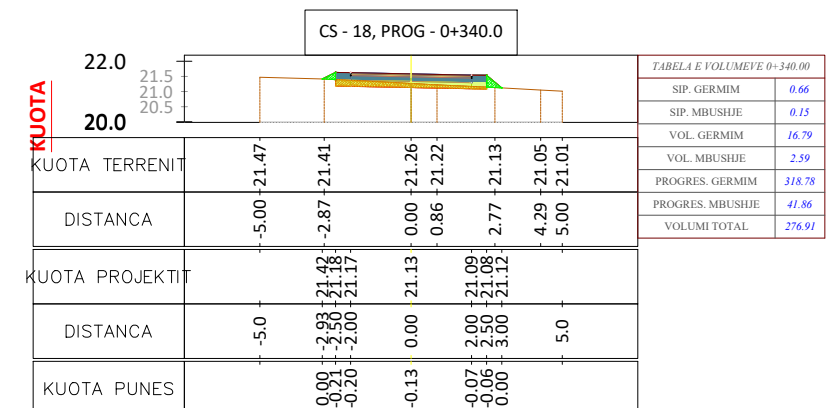 CS - 18, PROG - 0+340.0
22.0
21.5
21.0
20.5
20.0
KUOTA
TABELA E VOLUMEVE 0+340.00
SIP. GERMIM 0.66
SIP. MBUSHJE 0.15
VOL. GERMIM 16.79
VOL. MBUSHJE 2.59
PROGRES. GERMIM 318.78
PROGRES. MBUSHJE 41.86
VOLUMI TOTAL 276.91
KUOTA TERRENIT 21.47 21.41 21.26 21.22 21.13 21.05 21.01
DISTANCA -5.00 -2.87 0.00 0.86 2.77 4.29 5.00
KUOTA PROJEKTIT 21.42 21.18 21.17 21.13 21.09 21.08 21.12
DISTANCA -5.0 -2.93 -2.50 -2.00 0.00 2.00 2.50 3.00 5.0
KUOTA PUNES 0.00 -0.21 -0.20 -0.13 -0.07 -0.06 0.00